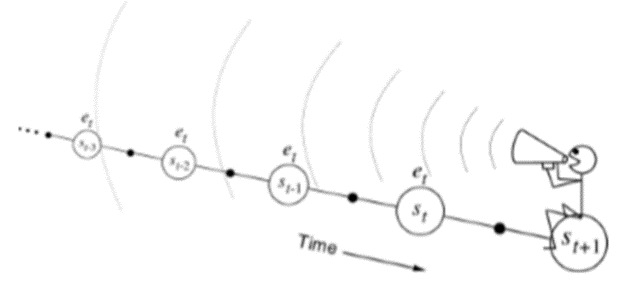 e_t e_t e_t e_t
s_{t-3} s_{t-2} s_{t-1} s_t s_{t+1}
Time